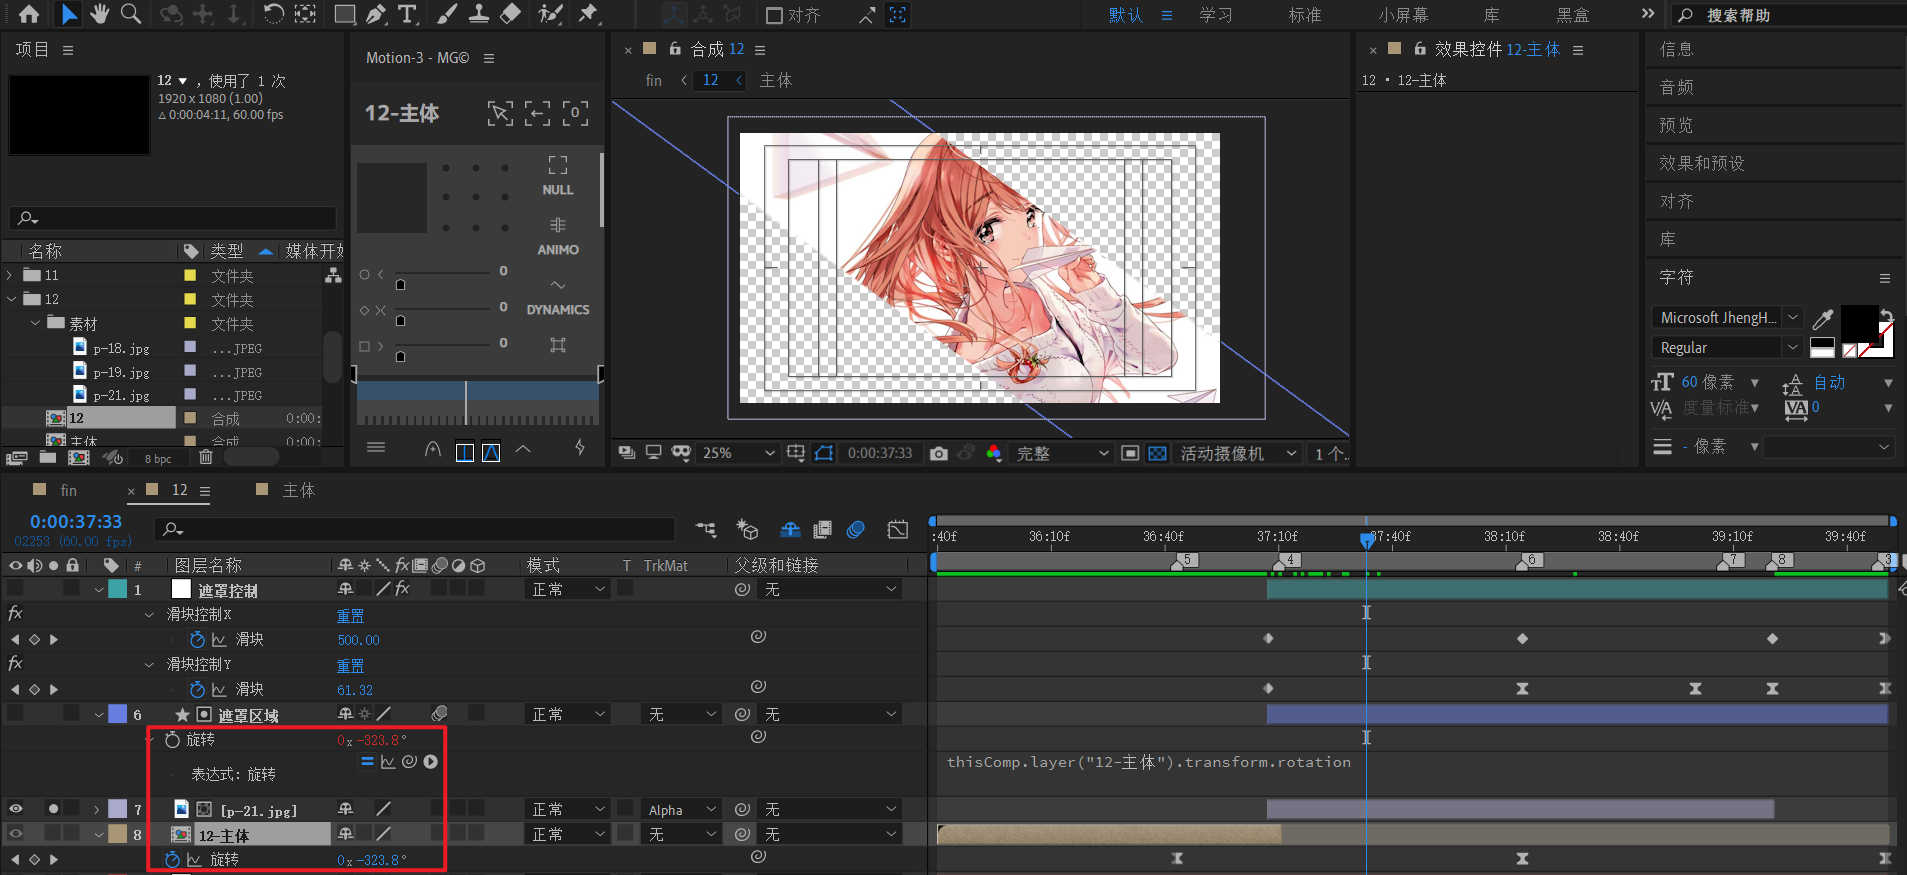 对齐
默认
学习
标准
小屏幕
库
黑盒
搜索帮助
项目
12 ▼ ，使用了 1 次
1920 x 1080 (1.00)
△ 0:00:04:11, 60.00 fps
名称 类型 媒体开始
11 文件夹
12 文件夹
素材 文件夹
p-18.jpg ...JPEG
p-19.jpg ...JPEG
p-21.jpg ...JPEG
12 合成 0:00:
主体 合成 0:00:
8 bpc
Motion-3 - MG©
12-主体
NULL
ANIMO
DYNAMICS
0
0
0
合成 12
fin
12
主体
25%
0:00:37:33
完整
活动摄像机
1 个..
效果控件 12-主体
12 · 12-主体
信息
音频
预览
效果和预设
对齐
库
字符
Microsoft JhengH...
Regular
60 像素
自动
度量标准
0
- 像素
fin
12
主体
0:00:37:33
02253 (60.00 fps)
# 图层名称 模式 T TrkMat 父级和链接
:40f 36:10f 36:40f 37:10f 37:40f 38:10f 38:40f 39:10f 39:40f
5 4 6 7 8 3
1 遮罩控制 fx 正常 无
fx 滑块控制X 重置
滑块 500.00
fx 滑块控制Y 重置
滑块 61.32
6 遮罩区域 正常 无 无
旋转 0x-323.8°
表达式：旋转
thisComp.layer("12-主体").transform.rotation
7 [p-21.jpg] 正常 Alpha 无
8 12-主体 正常 无 无
旋转 0x-323.8°